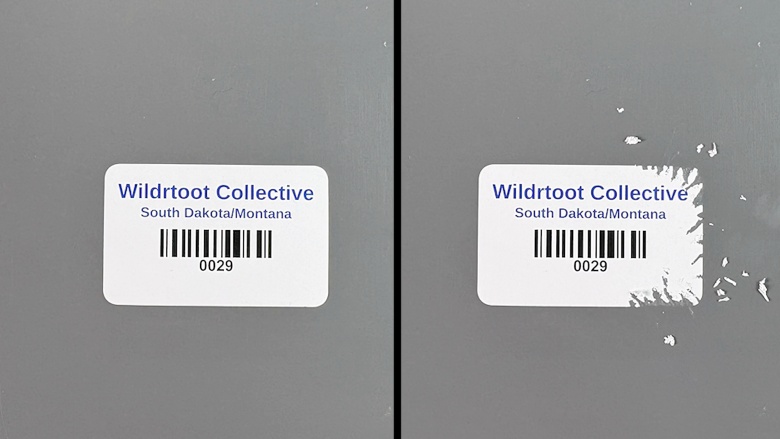 Wildrtoot Collective
South Dakota/Montana
0029
Wildrtoot Collective
South Dakota/Montana
0029